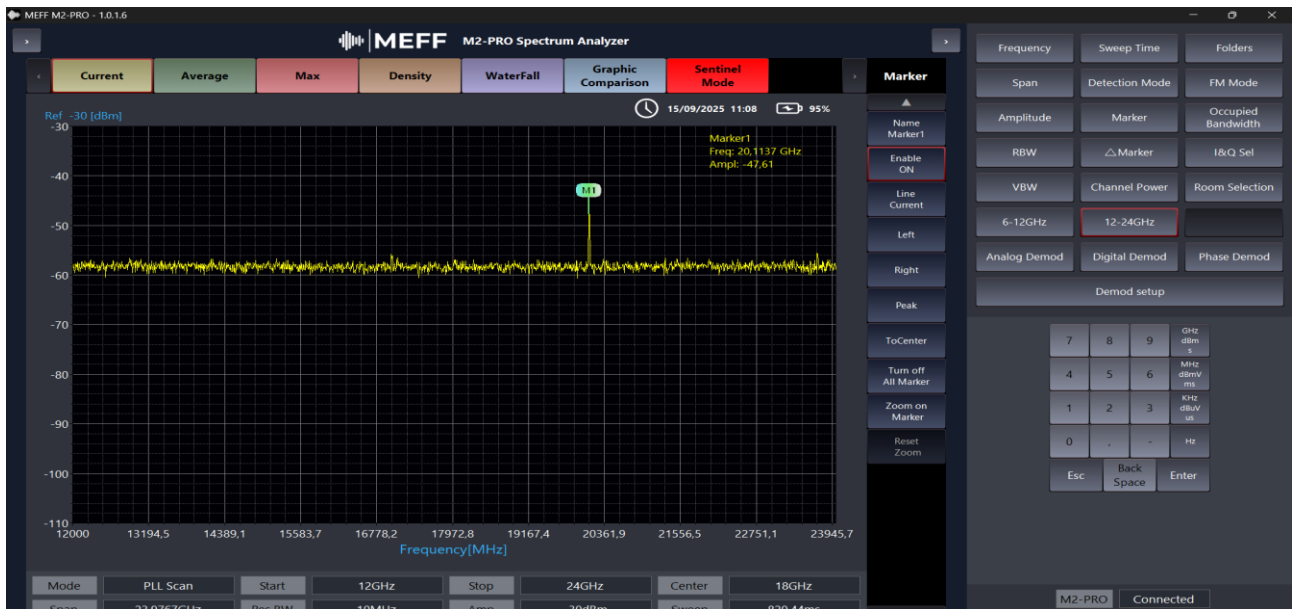 MEFF M2-PRO - 1.0.1.6
MEFF M2-PRO Spectrum Analyzer
Current Average Max Density WaterFall Graphic Comparison Sentinel Mode
Marker
15/09/2025 11:08 95%
Ref -30 [dBm]
Marker1
Freq: 20,1137 GHz
Ampl: -47,61
M1
-30
-40
-50
-60
-70
-80
-90
-100
-110
12000 13194,5 14389,1 15583,7 16778,2 17972,8 19167,4 20361,9 21556,5 22751,1 23945,7
Frequency[MHz]
Mode PLL Scan Start 12GHz Stop 24GHz Center 18GHz
Name
Marker1
Enable
ON
Line
Current
Left
Right
Peak
ToCenter
Turn off
All Marker
Zoom on
Marker
Reset
Zoom
Frequency Sweep Time Folders
Span Detection Mode FM Mode
Amplitude Marker Occupied Bandwidth
RBW △Marker I&Q Sel
VBW Channel Power Room Selection
6-12GHz 12-24GHz
Analog Demod Digital Demod Phase Demod
Demod setup
7 8 9 GHz dBm s
4 5 6 MHz dBmV ms
1 2 3 KHz dBuV us
0 , - Hz
Esc Back Space Enter
M2-PRO Connected